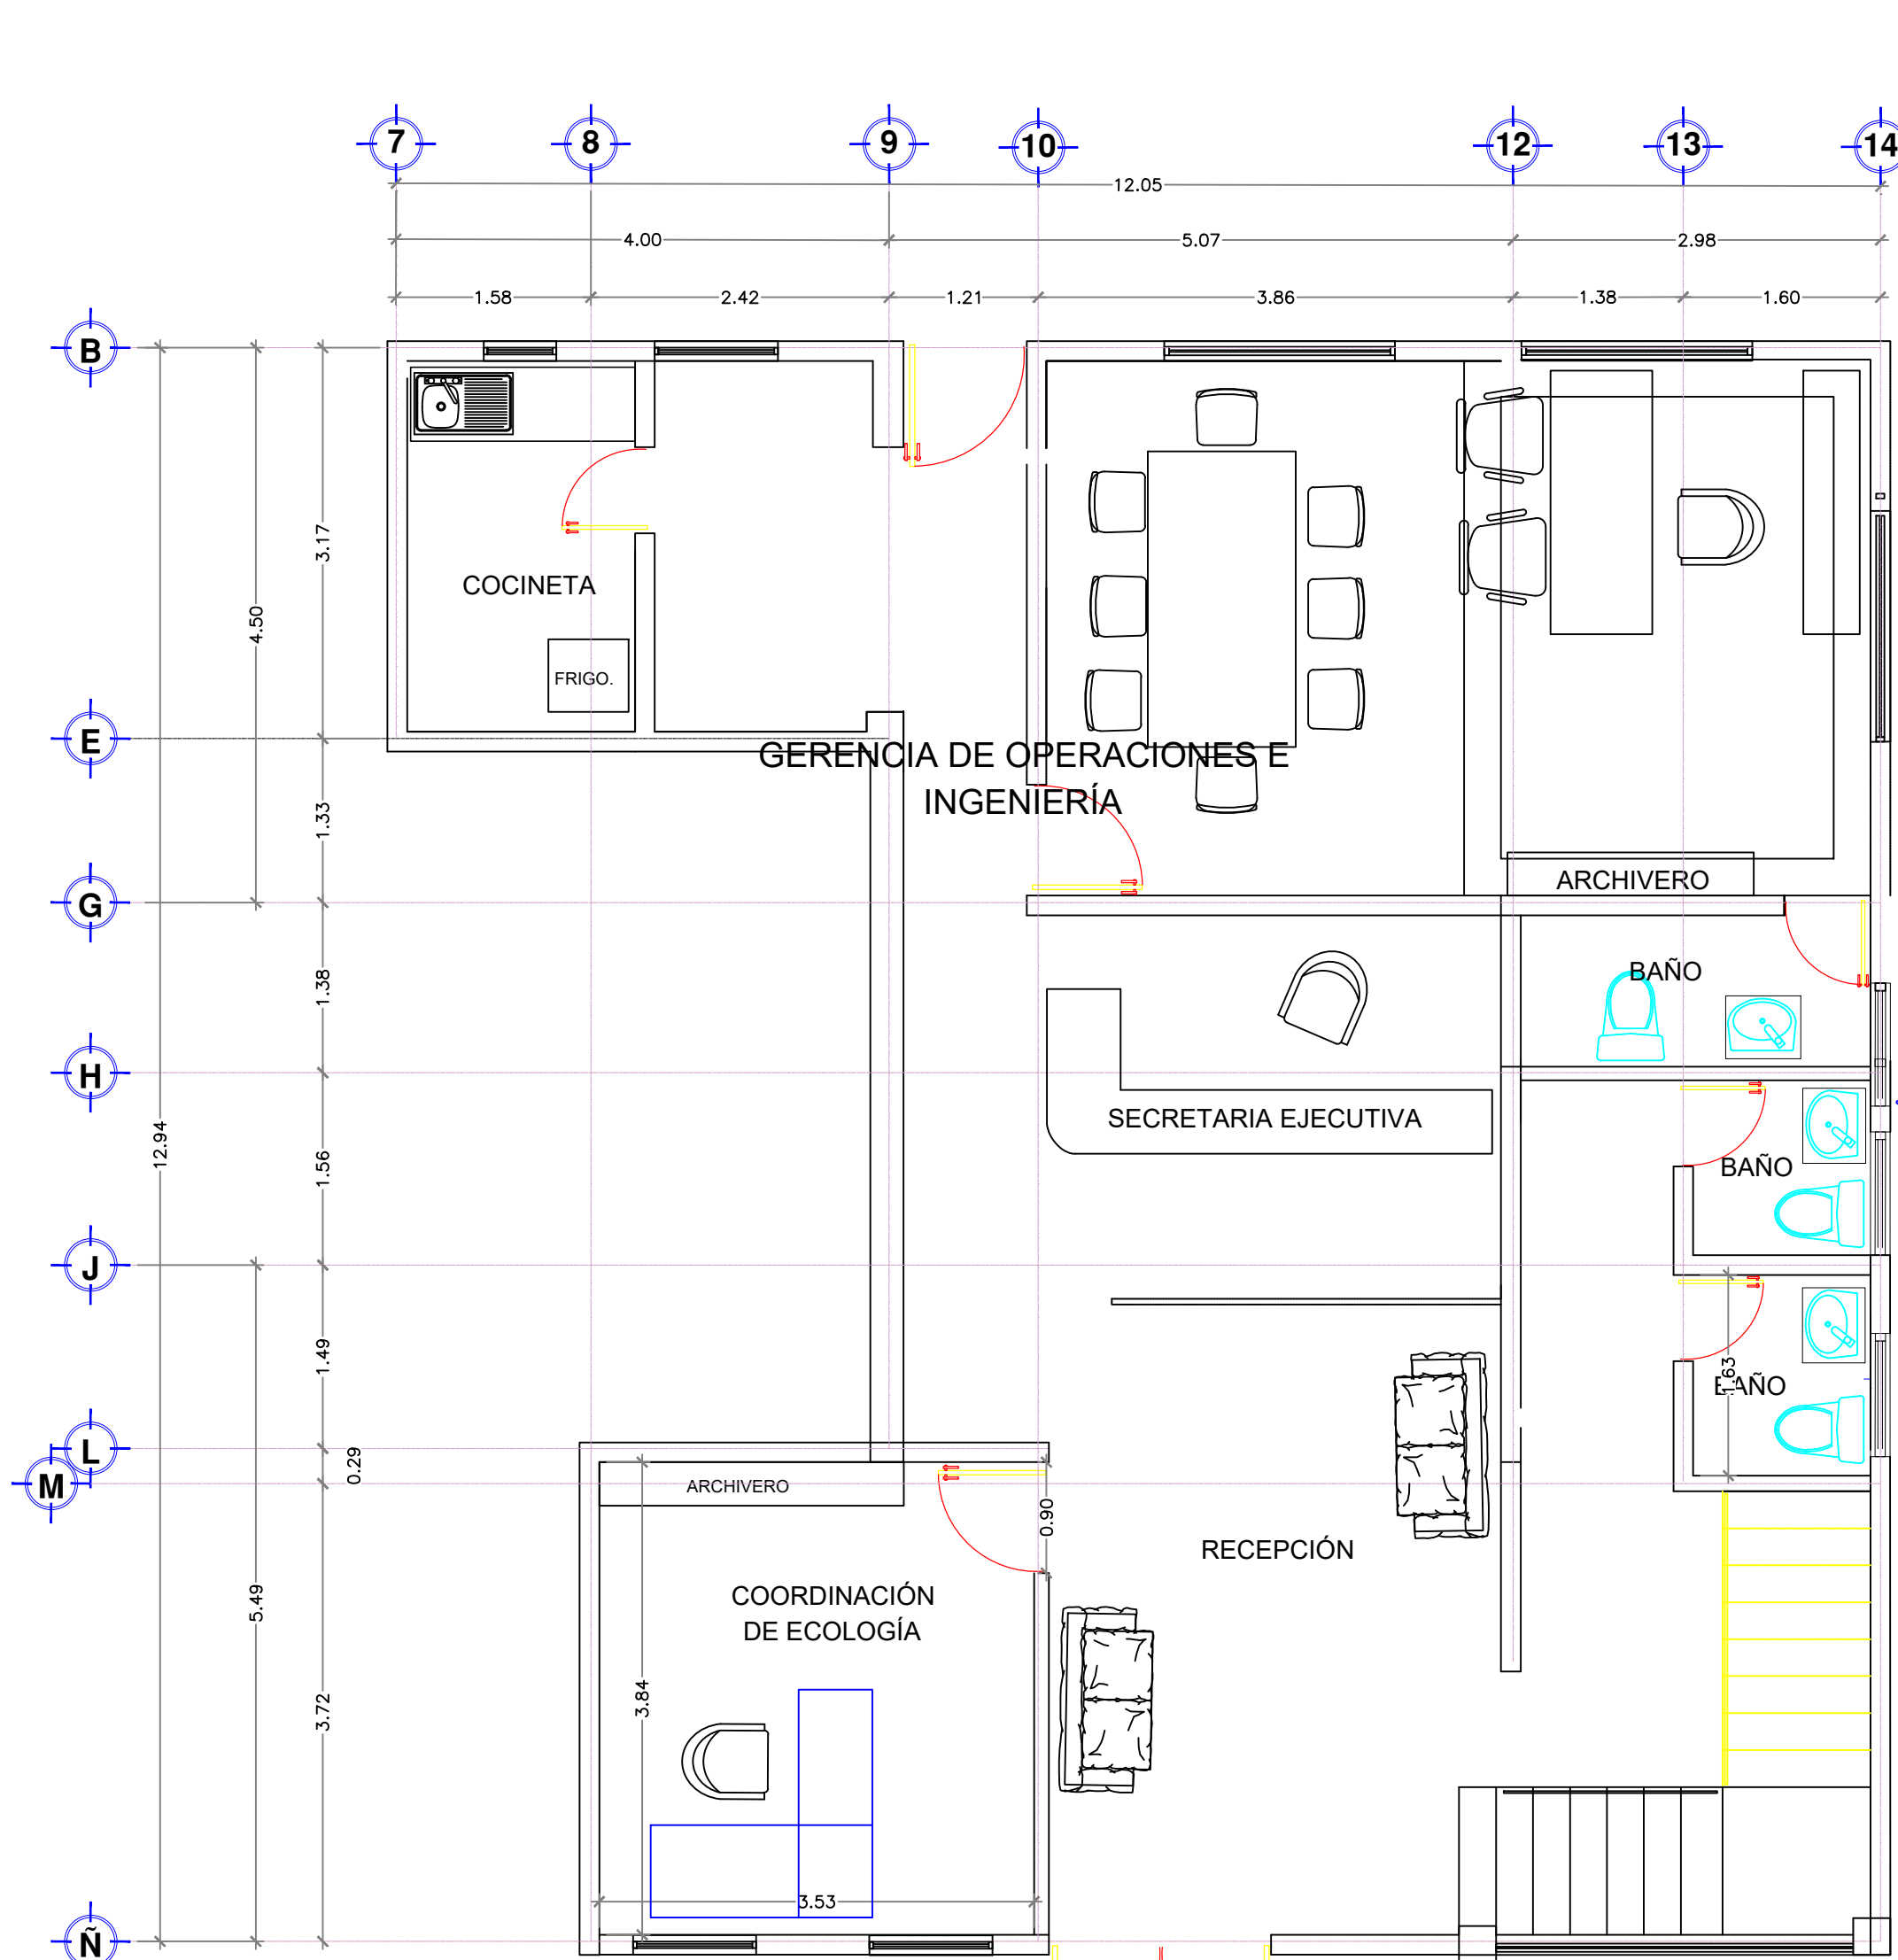 7 8 9 10 12 13 14
12.05
4.00 5.07 2.98
1.58 2.42 1.21 3.86 1.38 1.60
B
E
G
H
J
L
M
Ñ
12.94
4.50
5.49
3.17
1.33
1.38
1.56
1.49
0.29
3.72
COCINETA
FRIGO.
GERENCIA DE OPERACIONES E
INGENIERÍA
ARCHIVERO
BAÑO
SECRETARIA EJECUTIVA
BAÑO
1.63
BAÑO
ARCHIVERO
0.90
RECEPCIÓN
COORDINACIÓN
DE ECOLOGÍA
3.84
3.53